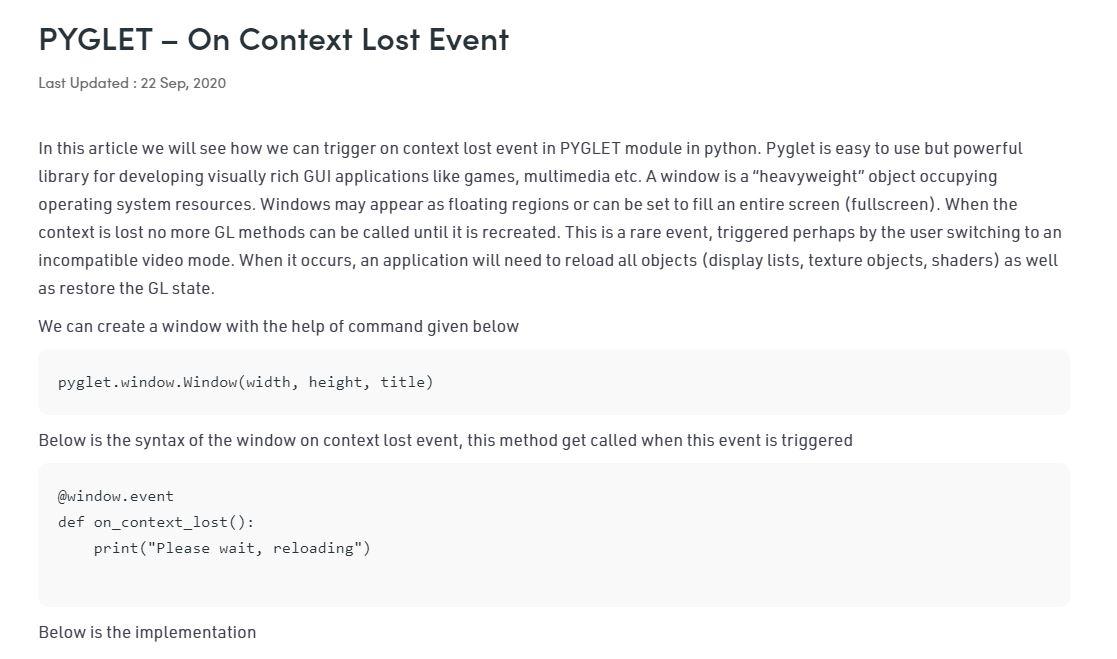 PYGLET – On Context Lost Event
Last Updated : 22 Sep, 2020
In this article we will see how we can trigger on context lost event in PYGLET module in python. Pyglet is easy to use but powerful
library for developing visually rich GUI applications like games, multimedia etc. A window is a “heavyweight” object occupying
operating system resources. Windows may appear as floating regions or can be set to fill an entire screen (fullscreen). When the
context is lost no more GL methods can be called until it is recreated. This is a rare event, triggered perhaps by the user switching to an
incompatible video mode. When it occurs, an application will need to reload all objects (display lists, texture objects, shaders) as well
as restore the GL state.
We can create a window with the help of command given below
pyglet.window.Window(width, height, title)
Below is the syntax of the window on context lost event, this method get called when this event is triggered
@window.event
def on_context_lost():
    print("Please wait, reloading")
Below is the implementation